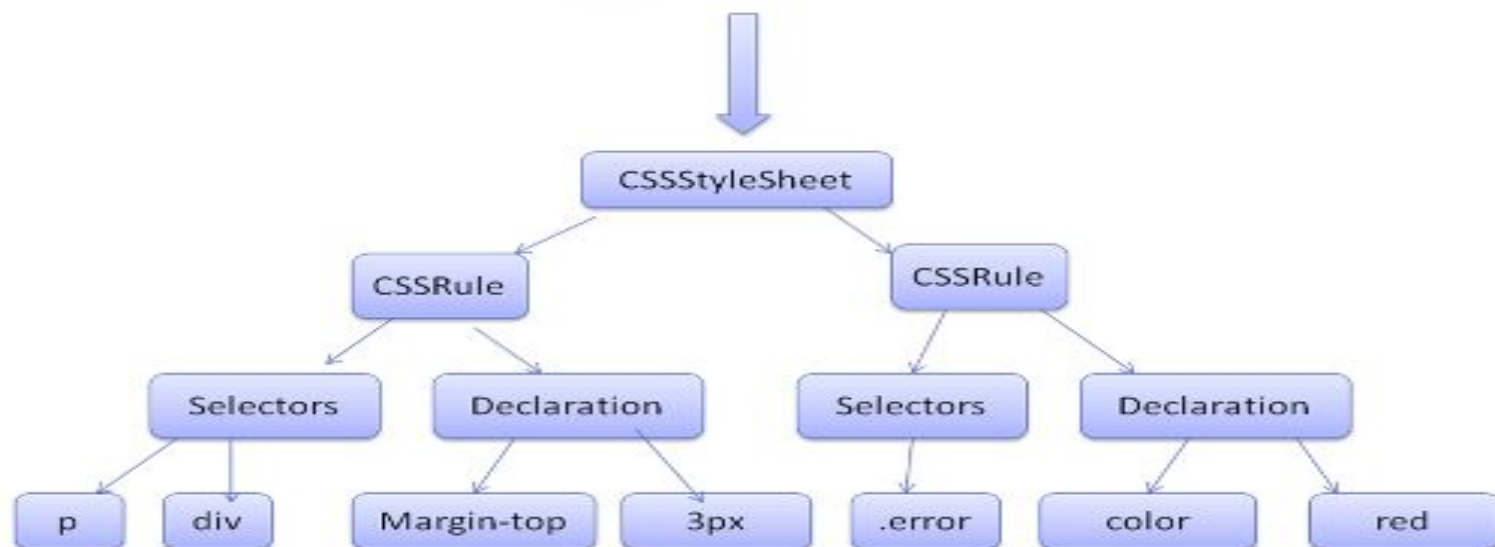 CSSStyleSheet
CSSRule
CSSRule
Selectors
Declaration
Selectors
Declaration
p
div
Margin-top
3px
.error
color
red